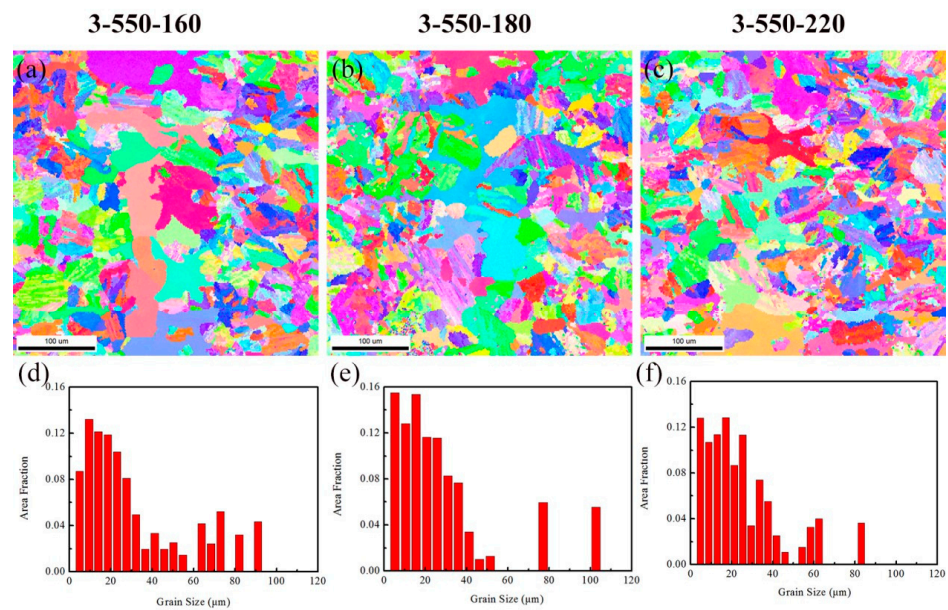 3-550-160 3-550-180 3-550-220
(a) (b) (c)
100 um 100 um 100 um
(d) (e) (f)
0.16 0.16 0.16
0.12 0.12 0.12
0.08 0.08 0.08
0.04 0.04 0.04
0.00 0.00 0.00
Area Fraction Area Fraction Area Fraction
0 20 40 60 80 100 120 0 20 40 60 80 100 120 0 20 40 60 80 100 120
Grain Size (μm) Grain Size (μm) Grain Size (μm)